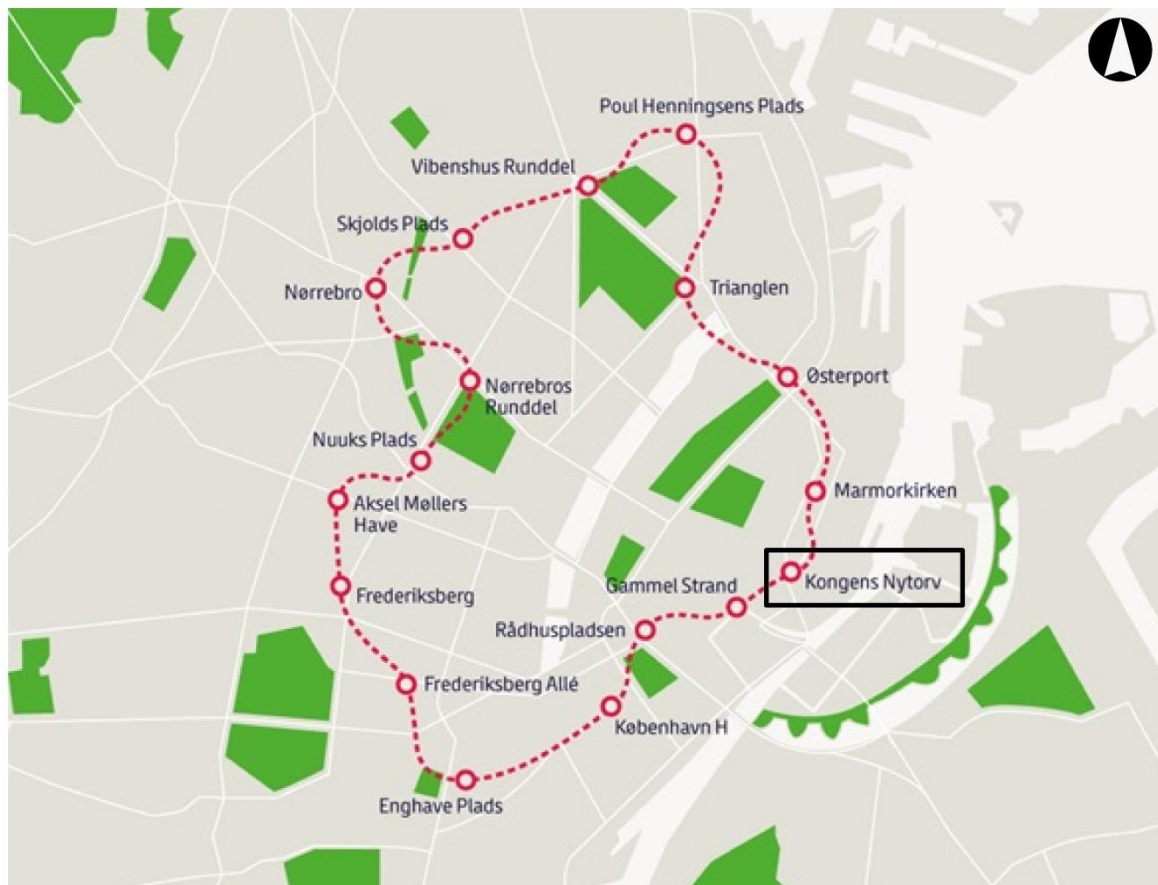 Poul Henningsens Plads
Vibenshus Runddel
Skjolds Plads
Nørrebro
Trianglen
Nørrebros
Runddel
Østerport
Nuuks Plads
Aksel Møllers
Have
Marmorkirken
Kongens Nytorv
Gammel Strand
Frederiksberg
Rådhuspladsen
Frederiksberg Allé
København H
Enghave Plads